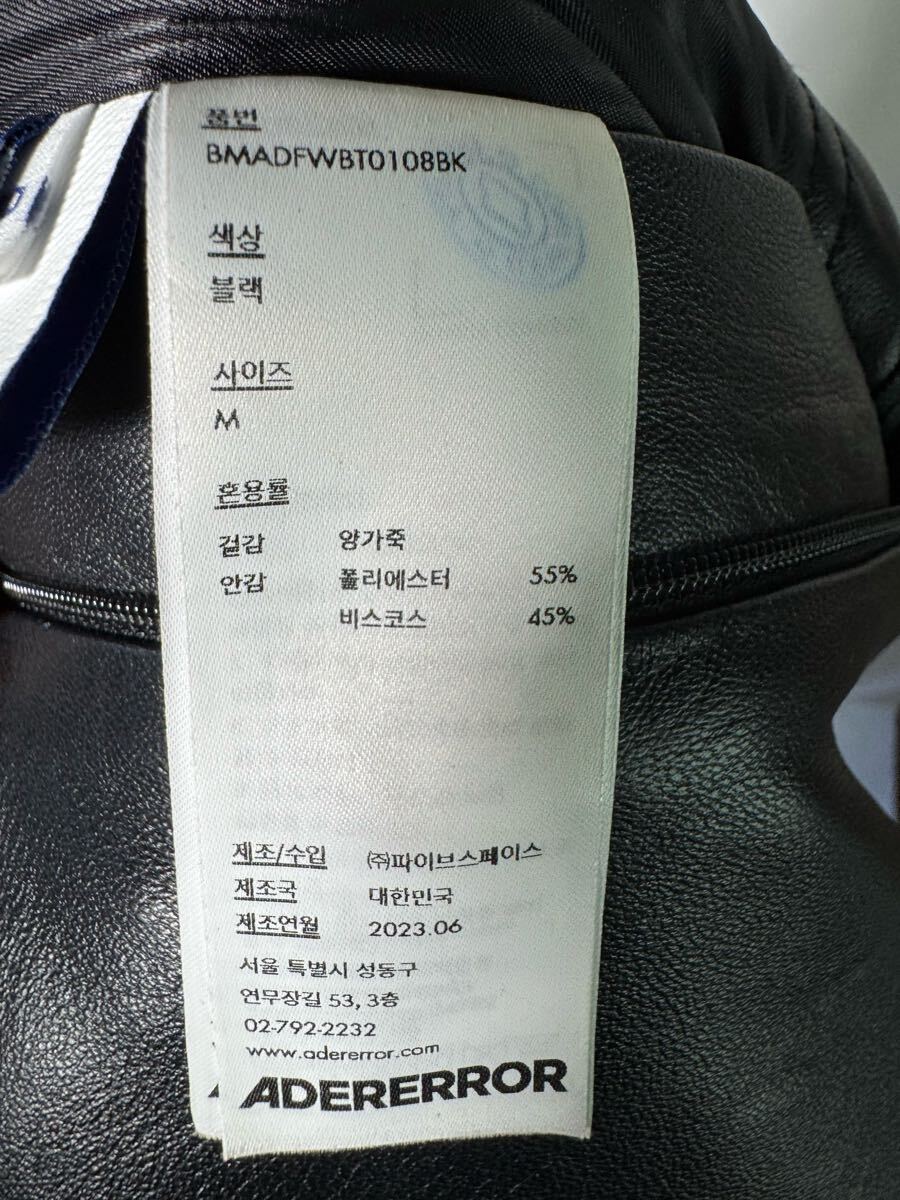 품번
BMADFWBT0108BK
색상
블랙
사이즈
M
혼용률
겉감 양가죽
안감 폴리에스터 55%
비스코스 45%
제조/수입 ㈜파이브스페이스
제조국 대한민국
제조연월 2023.06
서울 특별시 성동구
연무장길 53, 3층
02-792-2232
www.adererror.com
ADERERROR